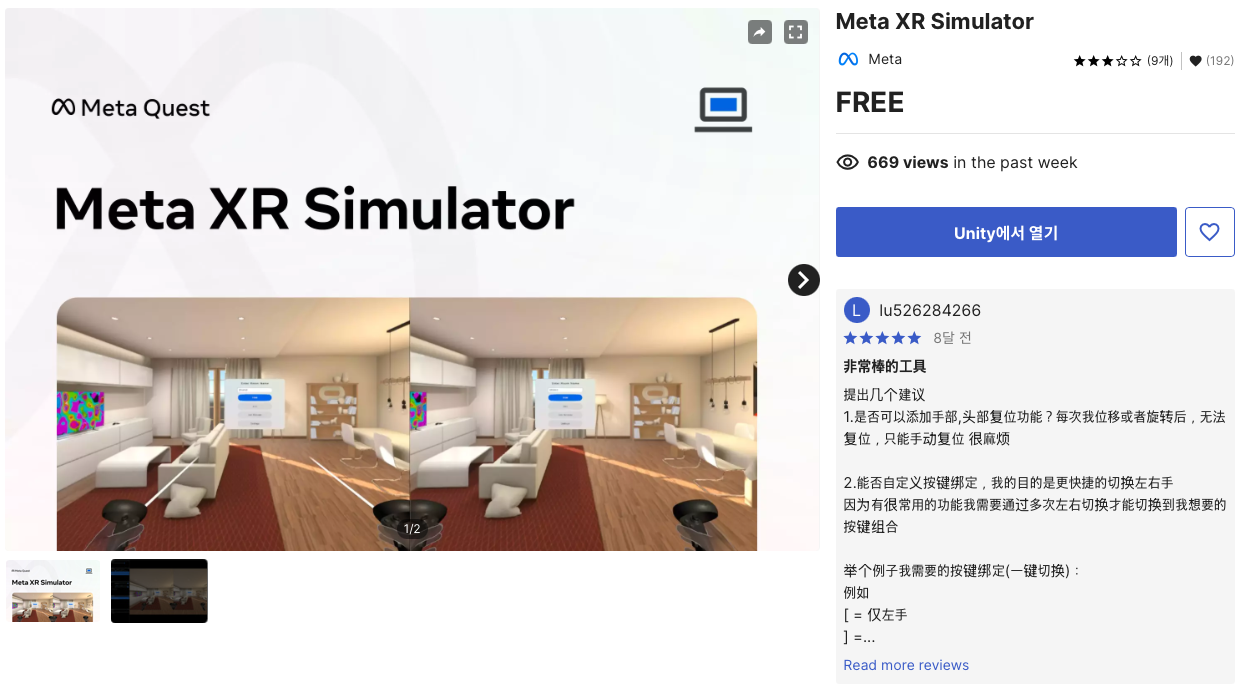 Meta Quest
Meta XR Simulator
1/2
Meta XR Simulator
Meta XR Simulator
Meta
(9개)
(192)
FREE
669 views in the past week
Unity에서 열기
L
lu526284266
8달 전
非常棒的工具
提出几个建议
1.是否可以添加手部,头部复位功能？每次我位移或者旋转后，无法
复位，只能手动复位 很麻烦
2.能否自定义按键绑定，我的目的是更快捷的切换左右手
因为有很常用的功能我需要通过多次左右切换才能切换到我想要的
按键组合
举个例子我需要的按键绑定(一键切换)：
例如
[ = 仅左手
] =...
Read more reviews